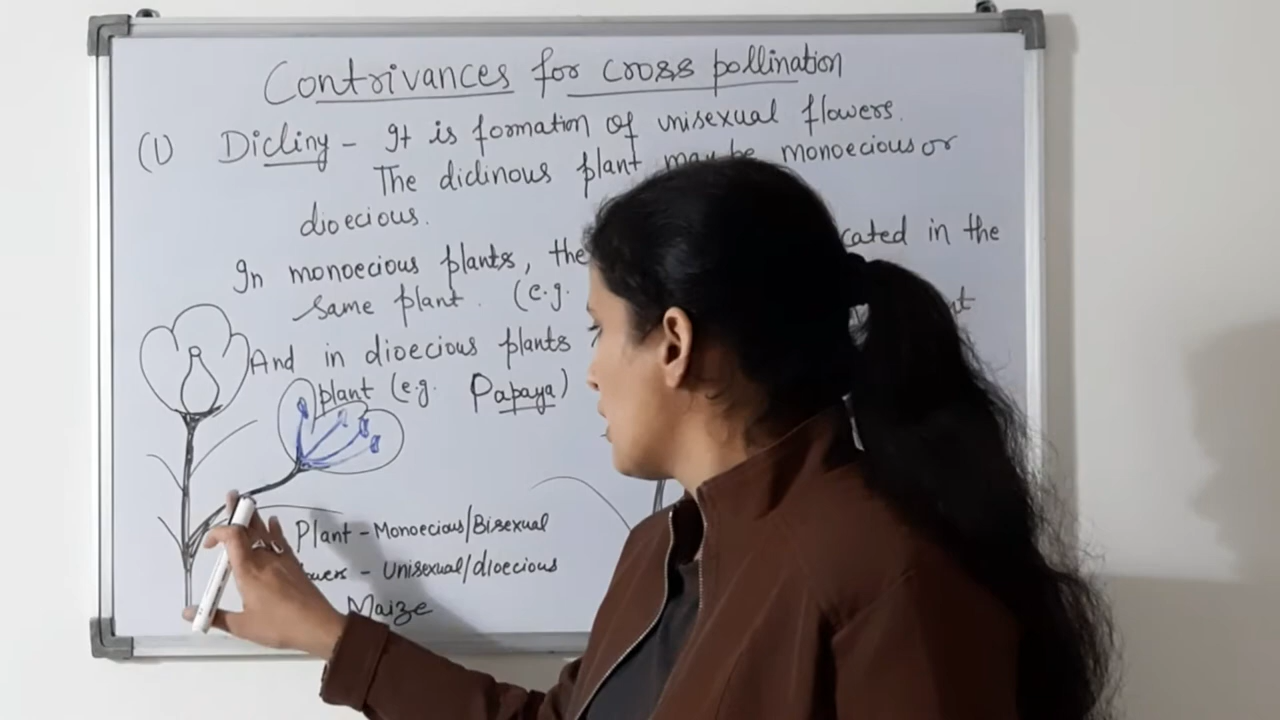 Contrivances for cross pollination
(1) Dicliny - It is formation of unisexual flowers.
The diclinous plant may be monoecious or
dioecious.
In monoecious plants, the cated in the
same plant. (e.g.
And in dioecious plants
plant (e.g. Papaya)
Plant - Monoecious/Bisexual
wers - Unisexual/dioecious
Maize